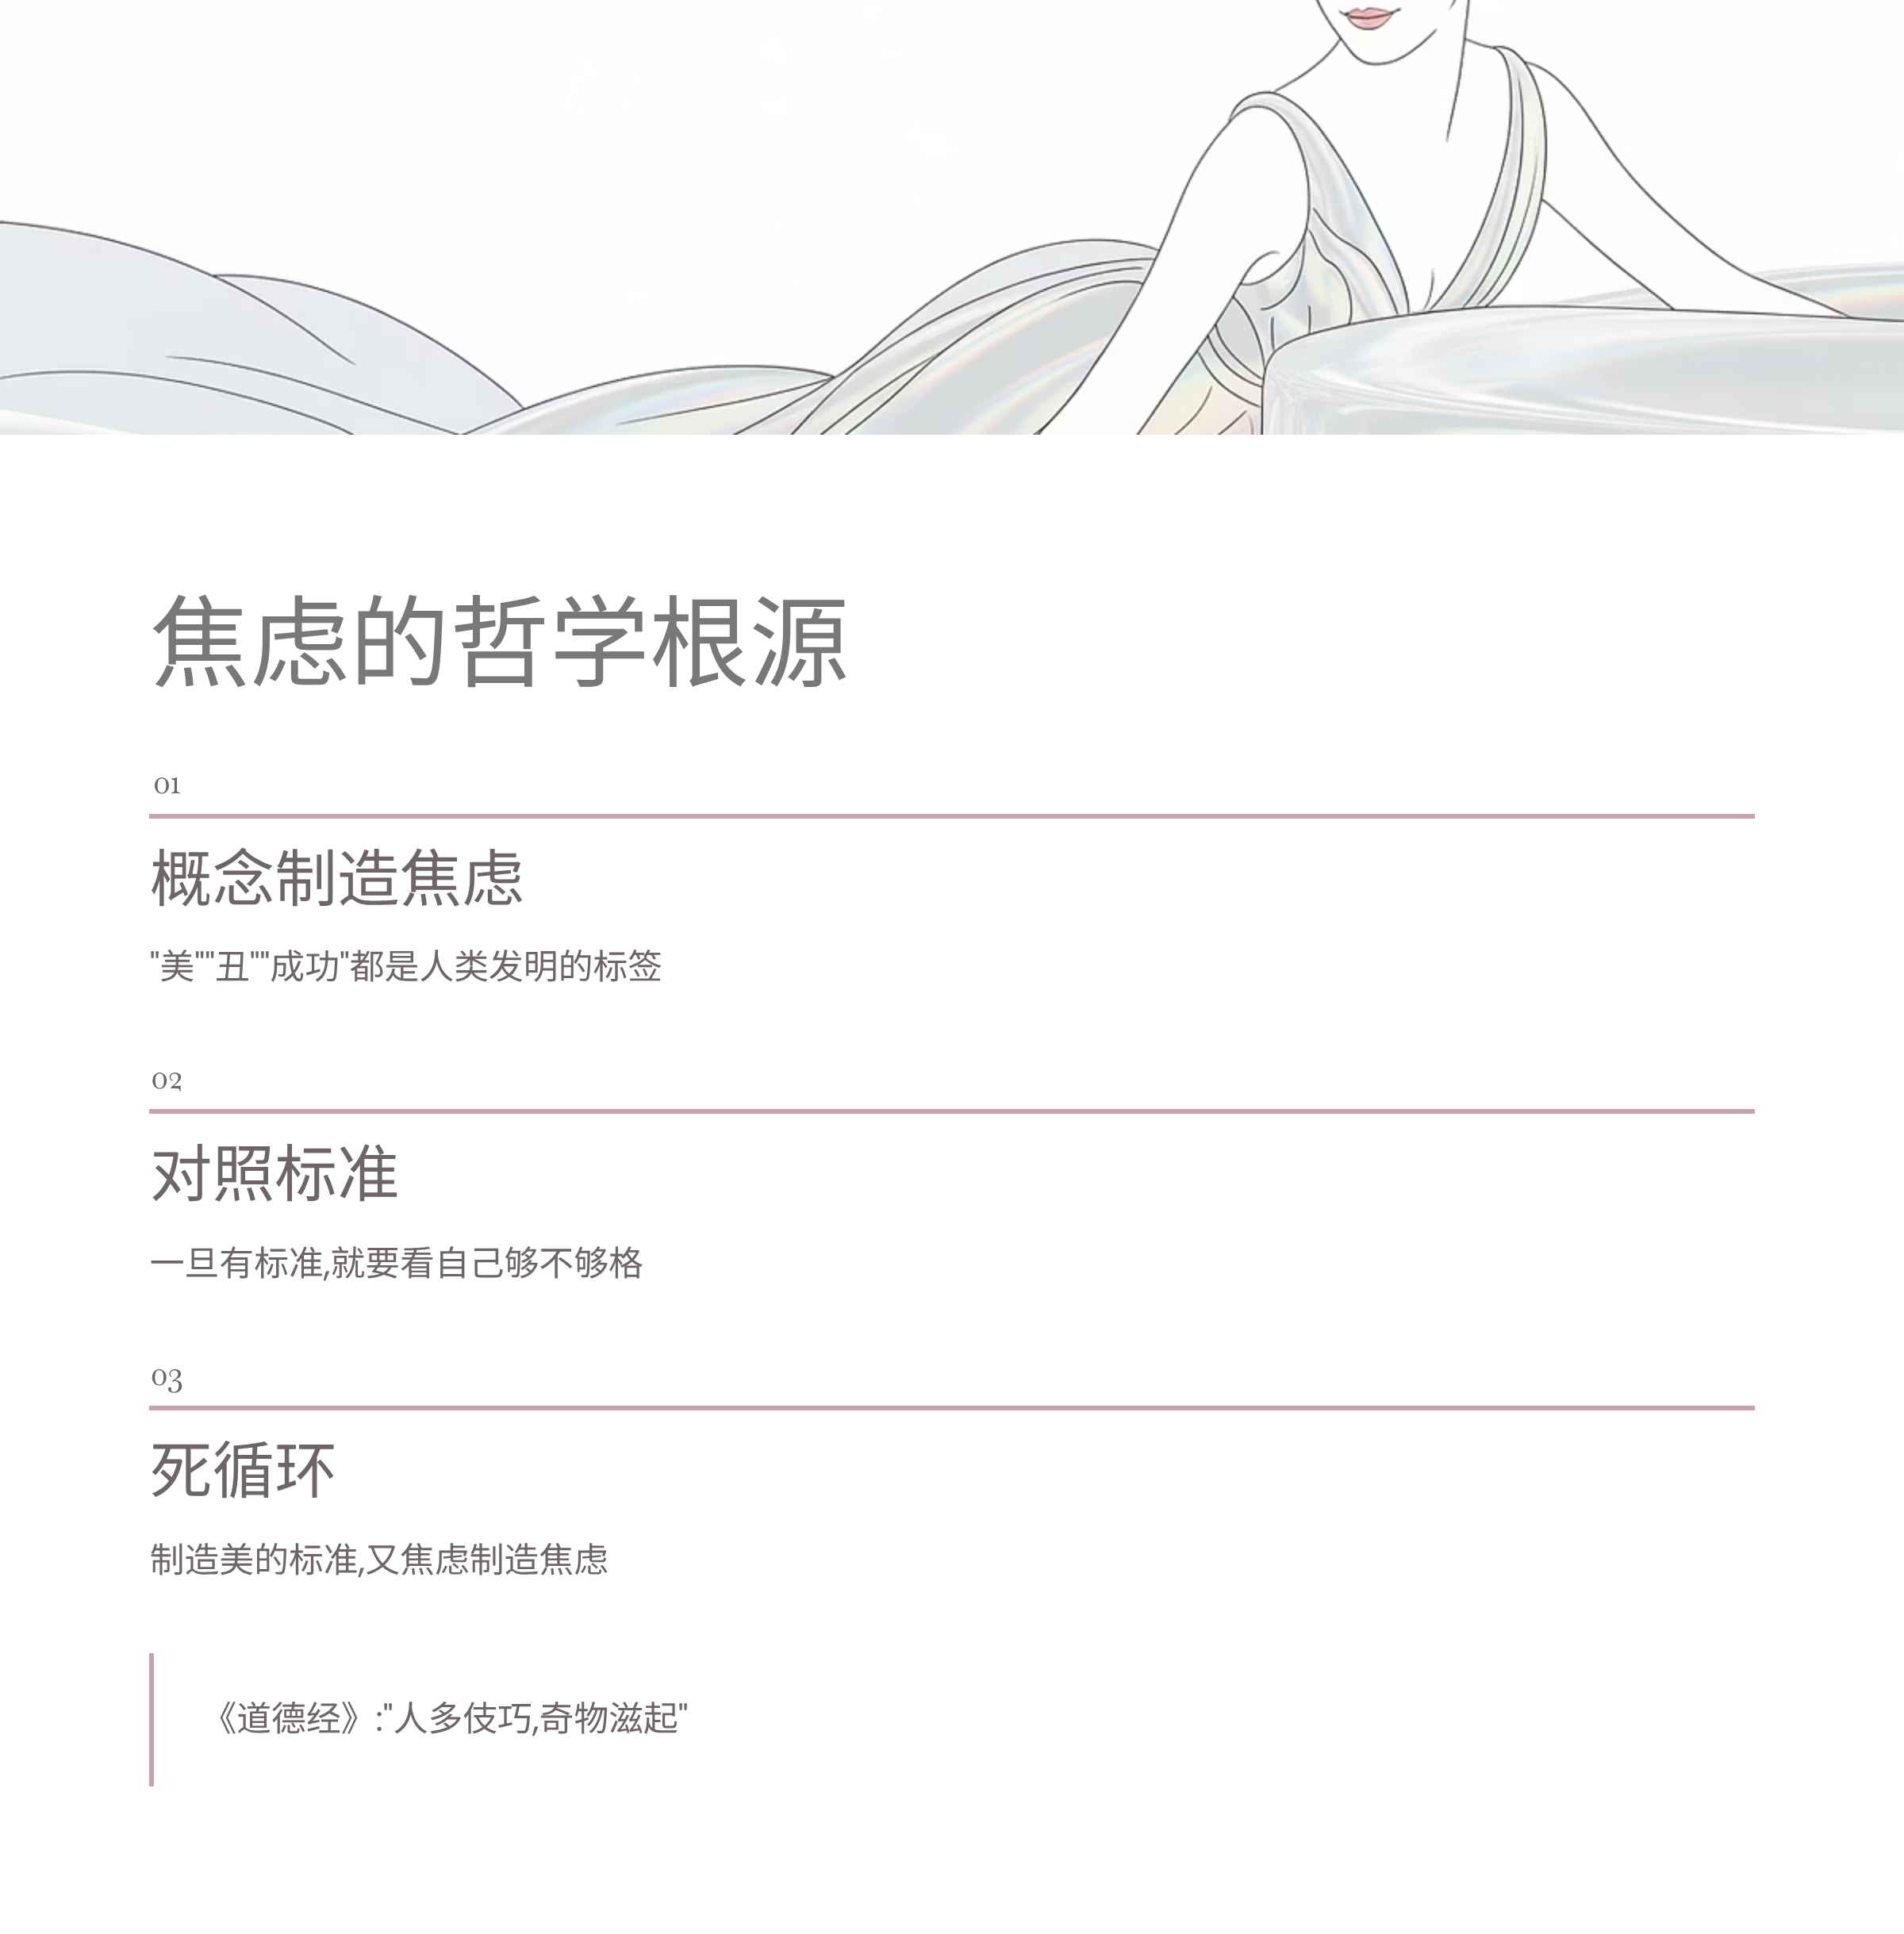 焦虑的哲学根源
01
概念制造焦虑
"美""丑""成功"都是人类发明的标签
02
对照标准
一旦有标准,就要看自己够不够格
03
死循环
制造美的标准,又焦虑制造焦虑
《道德经》:"人多伎巧,奇物滋起"